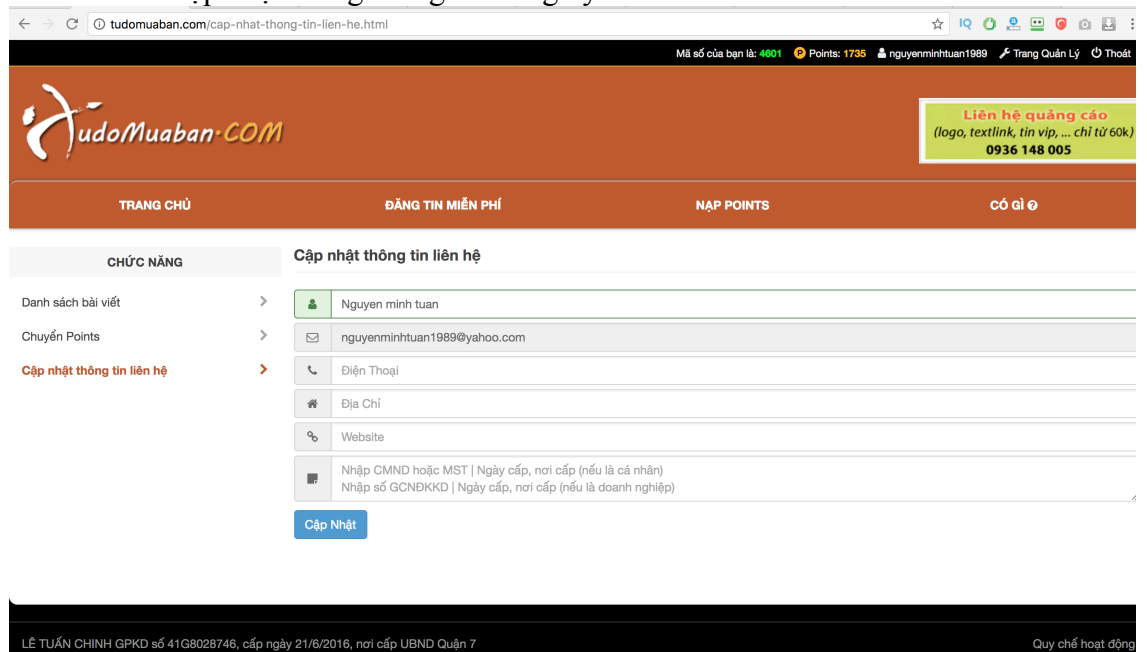 tudomuaban.com/cap-nhat-thong-tin-lien-he.html
IQ
Mã số của bạn là: 4601 P Points: 1735 nguyenminhtuan1989 Trang Quản Lý Thoát
TudoMuaban.COM
Liên hệ quảng cáo
(logo, textlink, tin vip, ... chỉ từ 60k)
0936 148 005
TRANG CHỦ ĐĂNG TIN MIỄN PHÍ NẠP POINTS CÓ GÌ ?
CHỨC NĂNG
Danh sách bài viết
Chuyển Points
Cập nhật thông tin liên hệ
Cập nhật thông tin liên hệ
Nguyen minh tuan
nguyenminhtuan1989@yahoo.com
Điện Thoại
Địa Chỉ
Website
Nhập CMND hoặc MST | Ngày cấp, nơi cấp (nếu là cá nhân)
Nhập số GCNĐKKD | Ngày cấp, nơi cấp (nếu là doanh nghiệp)
Cập Nhật
LÊ TUẤN CHINH GPKD số 41G8028746, cấp ngày 21/6/2016, nơi cấp UBND Quận 7 Quy chế hoạt động